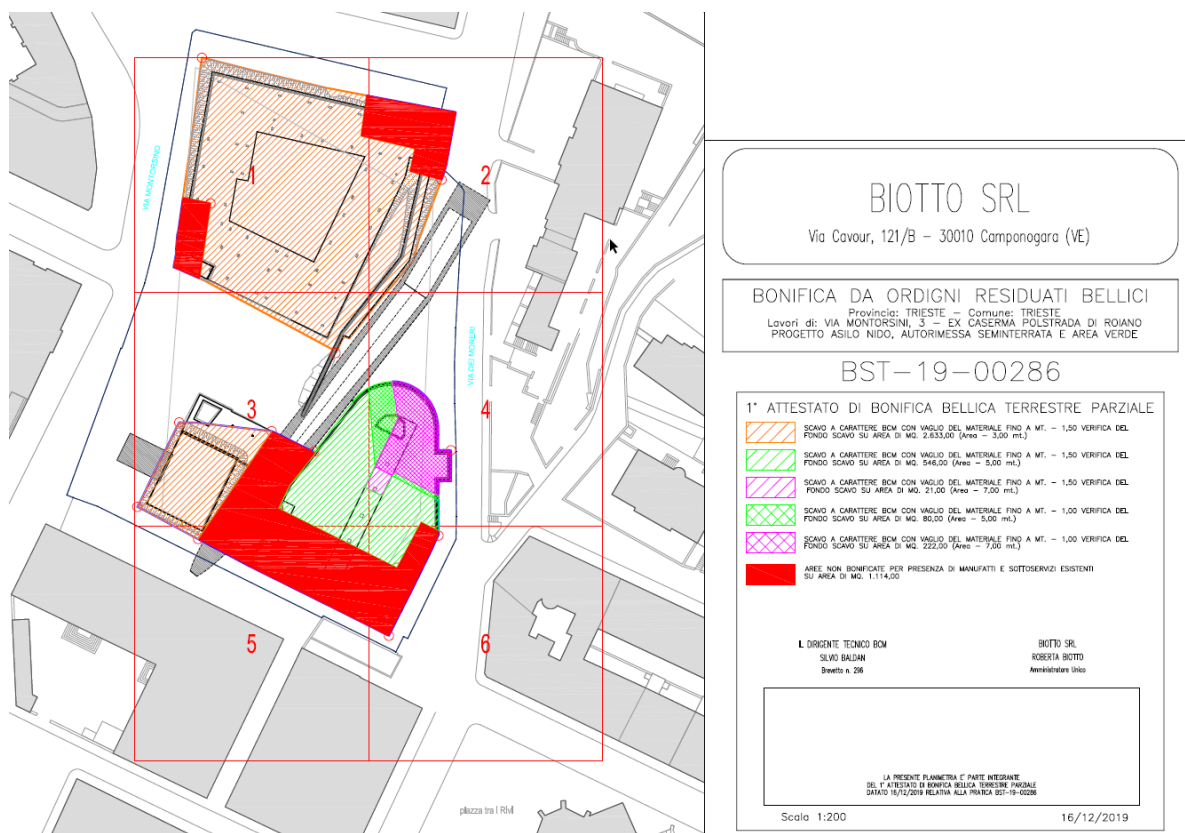 VIA MONTORSINO
1
2
VIA DEI MORERI
3
4
5
6
piazza tra i Rivi
BIOTTO SRL
Via Cavour, 121/B – 30010 Camponogara (VE)
BONIFICA DA ORDIGNI RESIDUATI BELLICI
Provincia: TRIESTE – Comune: TRIESTE
Lavori di: VIA MONTORSINI, 3 – EX CASERMA POLSTRADA DI ROIANO
PROGETTO ASILO NIDO, AUTORIMESSA SEMINTERRATA E AREA VERDE
BST–19–00286
1° ATTESTATO DI BONIFICA BELLICA TERRESTRE PARZIALE
SCAVO A CARATTERE BCM CON VAGLIO DEL MATERIALE FINO A MT. – 1,50 VERIFICA DEL
FONDO SCAVO SU AREA DI MQ. 2.633,00 (Area – 3,00 mt.)
SCAVO A CARATTERE BCM CON VAGLIO DEL MATERIALE FINO A MT. – 1,50 VERIFICA DEL
FONDO SCAVO SU AREA DI MQ. 546,00 (Area – 5,00 mt.)
SCAVO A CARATTERE BCM CON VAGLIO DEL MATERIALE FINO A MT. – 1,50 VERIFICA DEL
FONDO SCAVO SU AREA DI MQ. 21,00 (Area – 7,00 mt.)
SCAVO A CARATTERE BCM CON VAGLIO DEL MATERIALE FINO A MT. – 1,00 VERIFICA DEL
FONDO SCAVO SU AREA DI MQ. 80,00 (Area – 5,00 mt.)
SCAVO A CARATTERE BCM CON VAGLIO DEL MATERIALE FINO A MT. – 1,00 VERIFICA DEL
FONDO SCAVO SU AREA DI MQ. 222,00 (Area – 7,00 mt.)
AREE NON BONIFICATE PER PRESENZA DI MANUFATTI E SOTTOSERVIZI ESISTENTI
SU AREA DI MQ. 1.114,00
IL DIRIGENTE TECNICO BCM
SILVIO BALDAN
Brevetto n. 296
BIOTTO SRL
ROBERTA BIOTTO
Amministratore Unico
LA PRESENTE PLANIMETRIA E' PARTE INTEGRANTE
DEL 1° ATTESTATO DI BONIFICA BELLICA TERRESTRE PARZIALE
DATATO 16/12/2019 RELATIVA ALLA PRATICA BST–19–00286
Scala 1:200
16/12/2019